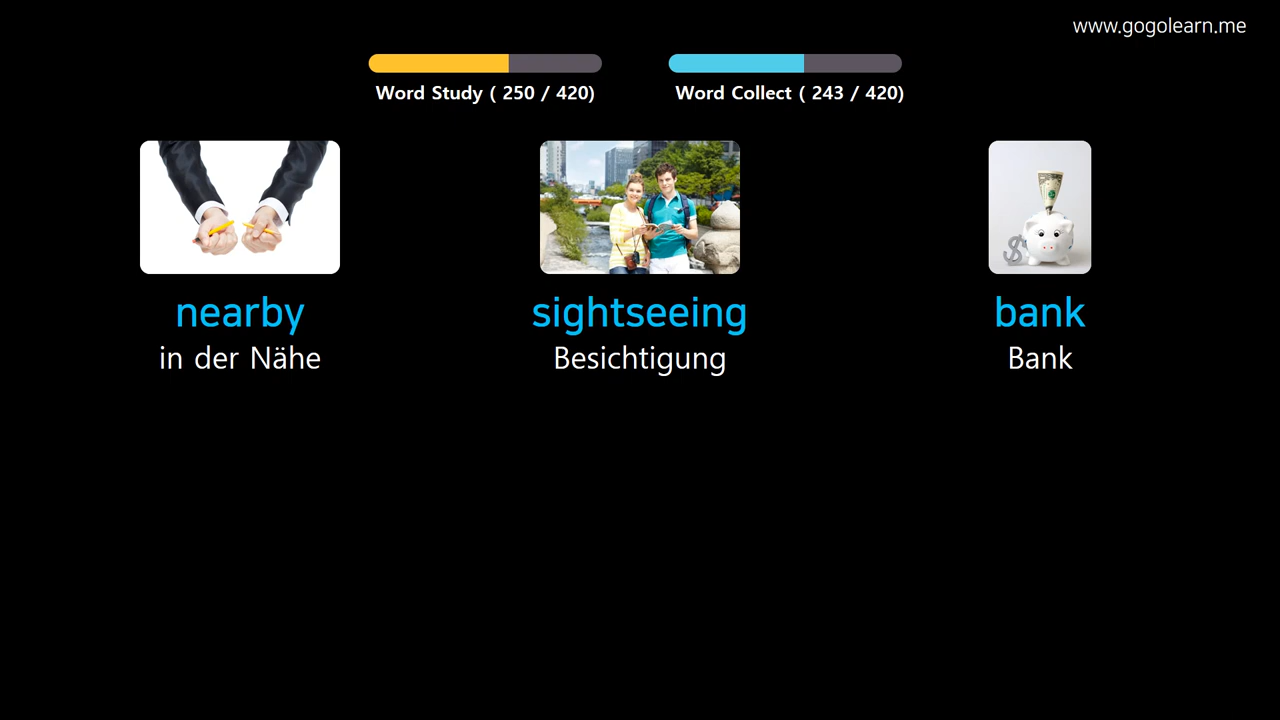 www.gogolearn.me
Word Study ( 250 / 420)
Word Collect ( 243 / 420)
nearby
in der Nähe
sightseeing
Besichtigung
bank
Bank